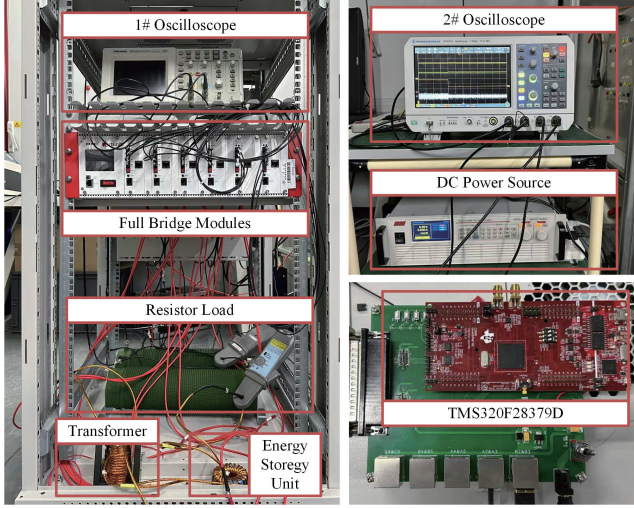 1# Oscilloscope
Full Bridge Modules
Resistor Load
Transformer
Energy
Storegy
Unit
2# Oscilloscope
DC Power Source
TMS320F28379D